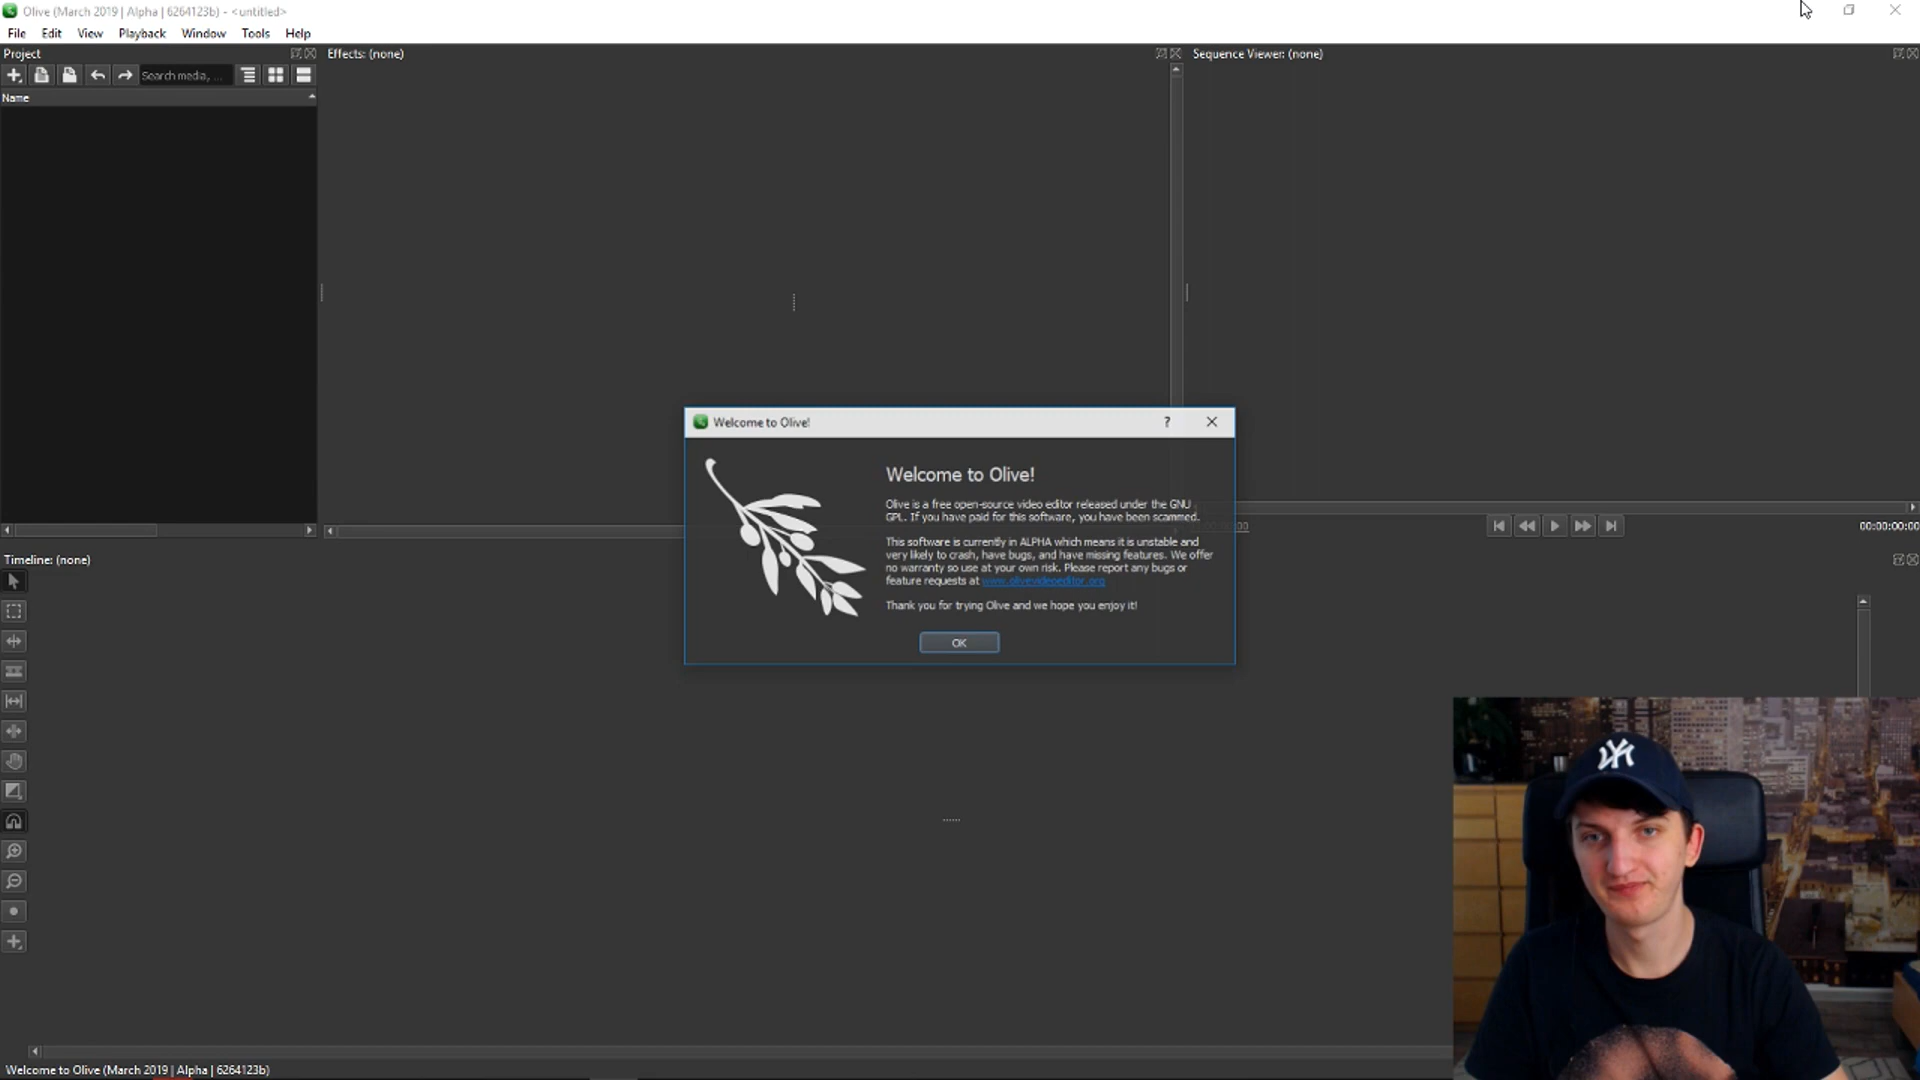 Olive (March 2019 | Alpha | 6264123b) - <untitled>
File Edit View Playback Window Tools Help
Project
Effects: (none)
Sequence Viewer: (none)
Search media, ...
Name
Welcome to Olive!
Welcome to Olive!
Olive is a free open-source video editor released under the GNU
GPL. If you have paid for this software, you have been scammed.
This software is currently in ALPHA which means it is unstable and
very likely to crash, have bugs, and have missing features. We offer
no warranty so use at your own risk. Please report any bugs or
feature requests at www.olivevideoeditor.org
Thank you for trying Olive and we hope you enjoy it!
OK
00:00:00:00
Timeline: (none)
NY
Welcome to Olive (March 2019 | Alpha | 6264123b)